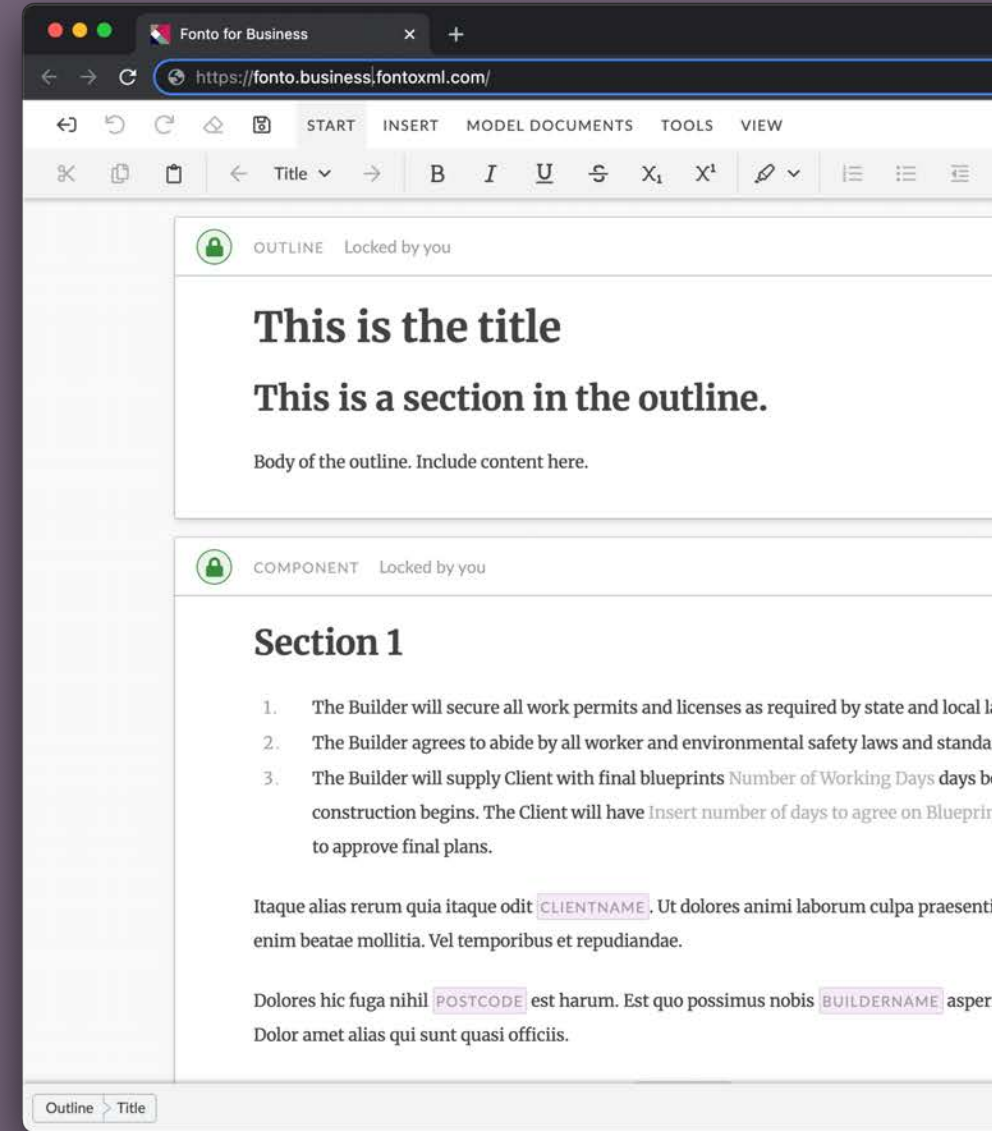 Fonto for Business
https://fonto.business.fontoxml.com/
START INSERT MODEL DOCUMENTS TOOLS VIEW
Title B I U S X₁ X¹
OUTLINE Locked by you
This is the title
This is a section in the outline.
Body of the outline. Include content here.
COMPONENT Locked by you
Section 1
1. The Builder will secure all work permits and licenses as required by state and local
2. The Builder agrees to abide by all worker and environmental safety laws and
3. The Builder will supply Client with final blueprints Number of Working Days days
construction begins. The Client will have Insert number of days to agree on
to approve final plans.
Itaque alias rerum quia itaque odit CLIENTNAME. Ut dolores animi laborum culpa
enim beatae mollitia. Vel temporibus et repudiandae.
Dolores hic fuga nihil POSTCODE est harum. Est quo possimus nobis BUILDERNAME
Dolor amet alias qui sunt quasi officiis.
Outline Title